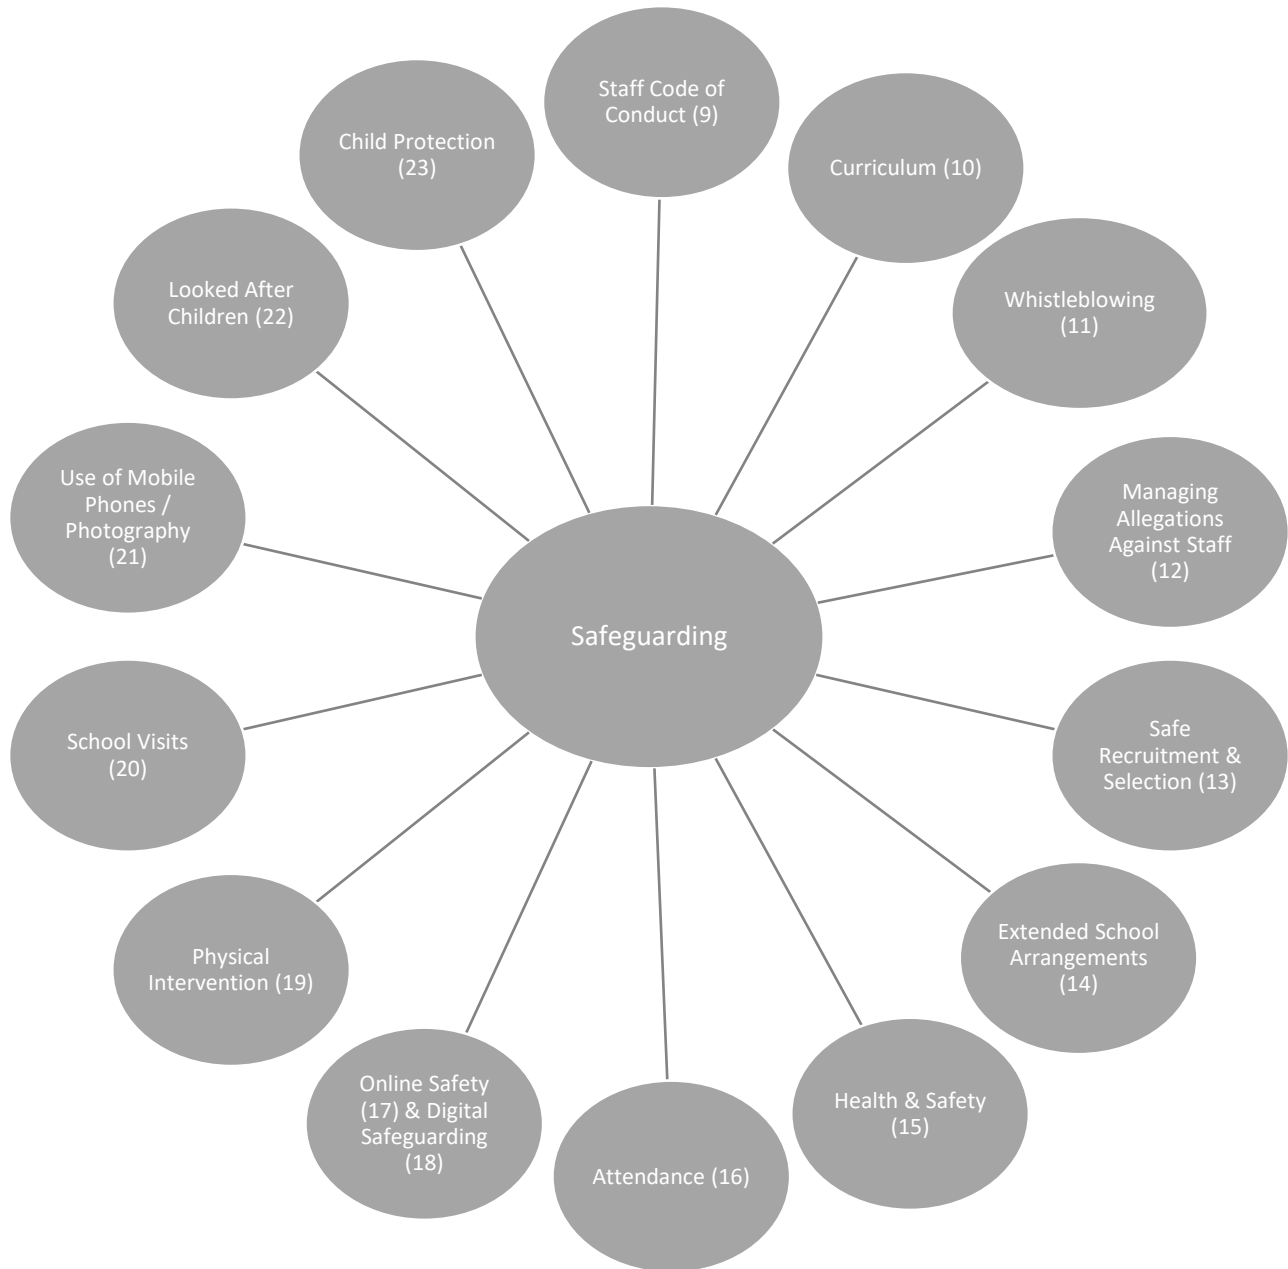 Staff Code of
Conduct (9)
Curriculum (10)
Whistleblowing
(11)
Managing
Allegations
Against Staff
(12)
Safe
Recruitment &
Selection (13)
Extended School
Arrangements
(14)
Health & Safety
(15)
Attendance (16)
Online Safety
(17) & Digital
Safeguarding
(18)
Physical
Intervention (19)
School Visits
(20)
Use of Mobile
Phones /
Photography
(21)
Looked After
Children (22)
Child Protection
(23)
Safeguarding